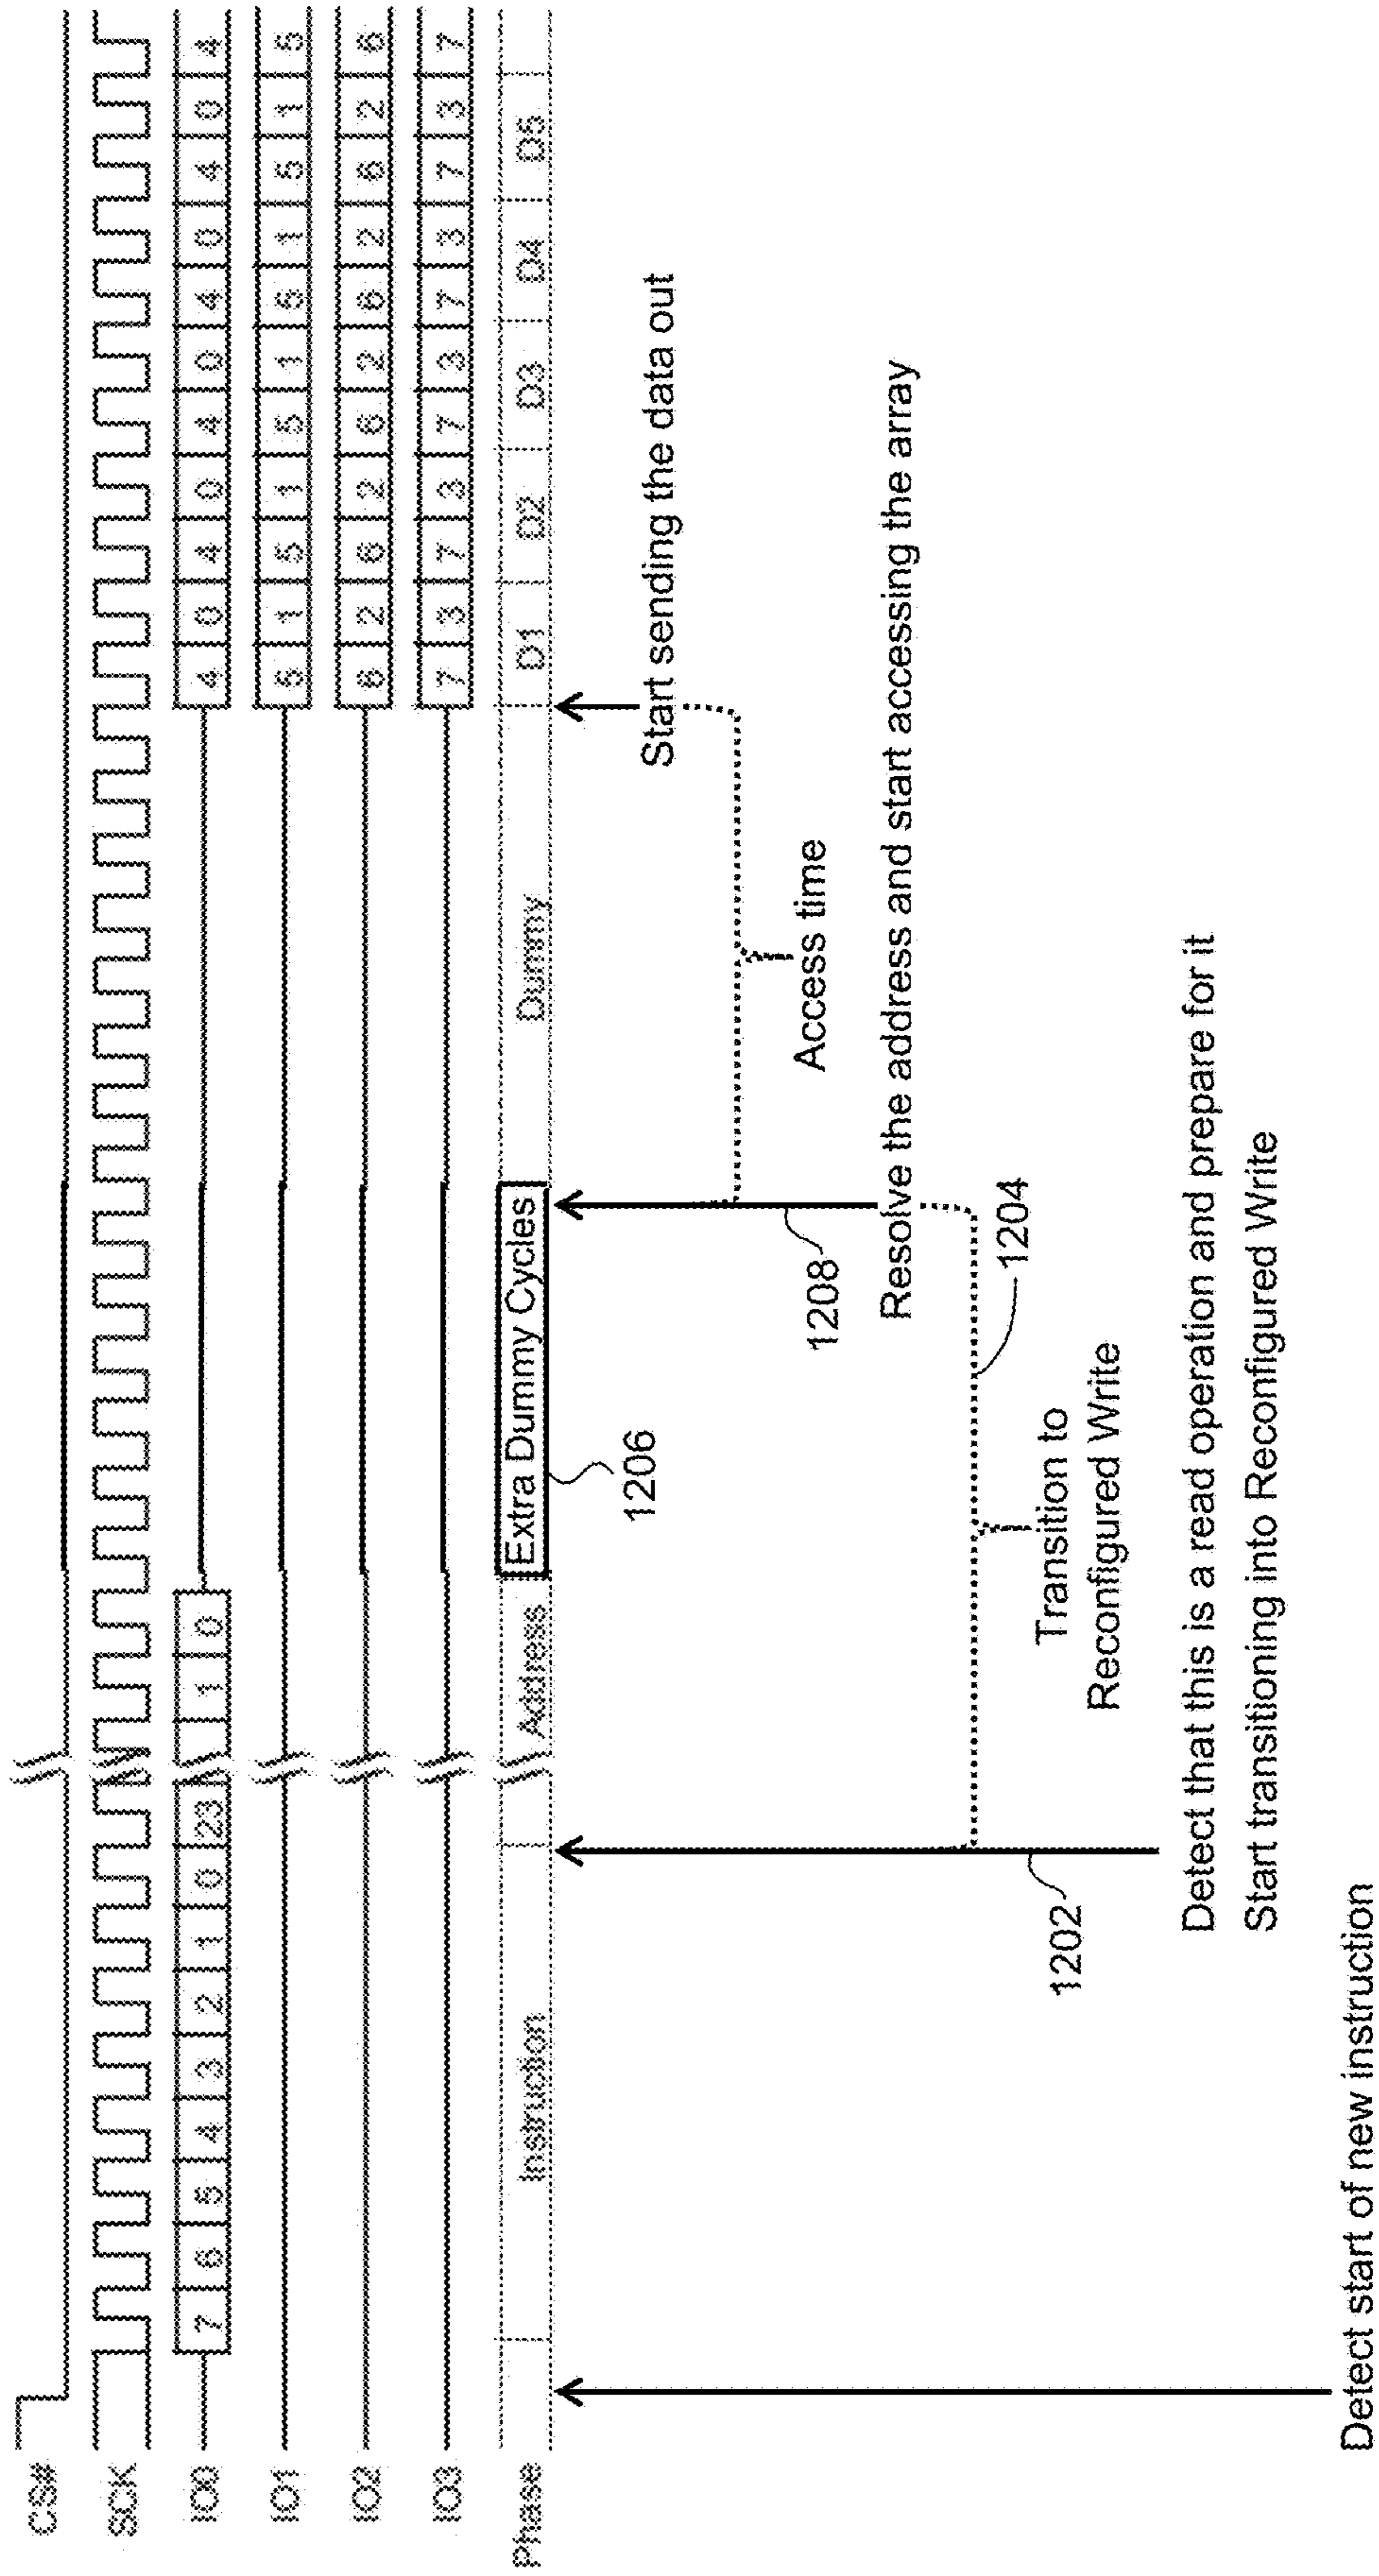 CS#
SCK
IO0 7 6 5 4 3 2 1 0 23 1 0 4 0 4 0 4 0 4 0 4 0 4
IO1 5 1 5 1 5 1 5 1 5 1 5
IO2 6 2 6 2 6 2 6 2 6 2 6
IO3 7 3 7 3 7 3 7 3 7 3 7
Phase Instruction Address Extra Dummy Cycles Dummy D1 D2 D3 D4 D5
1206
Start sending the data out
Access time
1208
Resolve the address and start accessing the array
1204
Transition to
Reconfigured Write
1202
Detect that this is a read operation and prepare for it
Start transitioning into Reconfigured Write
Detect start of new instruction